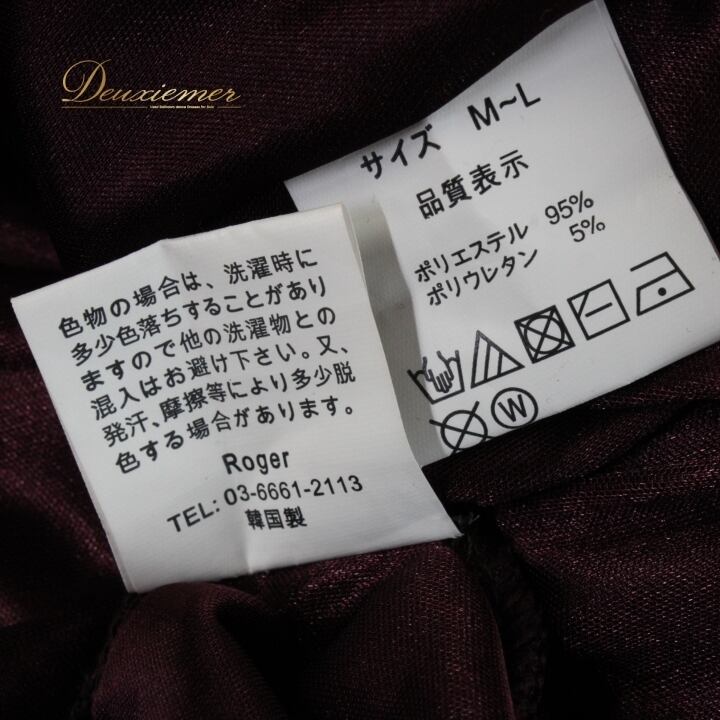 Deuxiemer
サイズ M~L
品質表示
ポリエステル 95%
ポリウレタン 5%
W
色物の場合は、洗濯時に
多少色落ちすることがあり
ますので他の洗濯物との
混入はお避け下さい。又、
発汗、摩擦等により多少脱
色する場合があります。
Roger
TEL: 03-6661-2113
韓国製